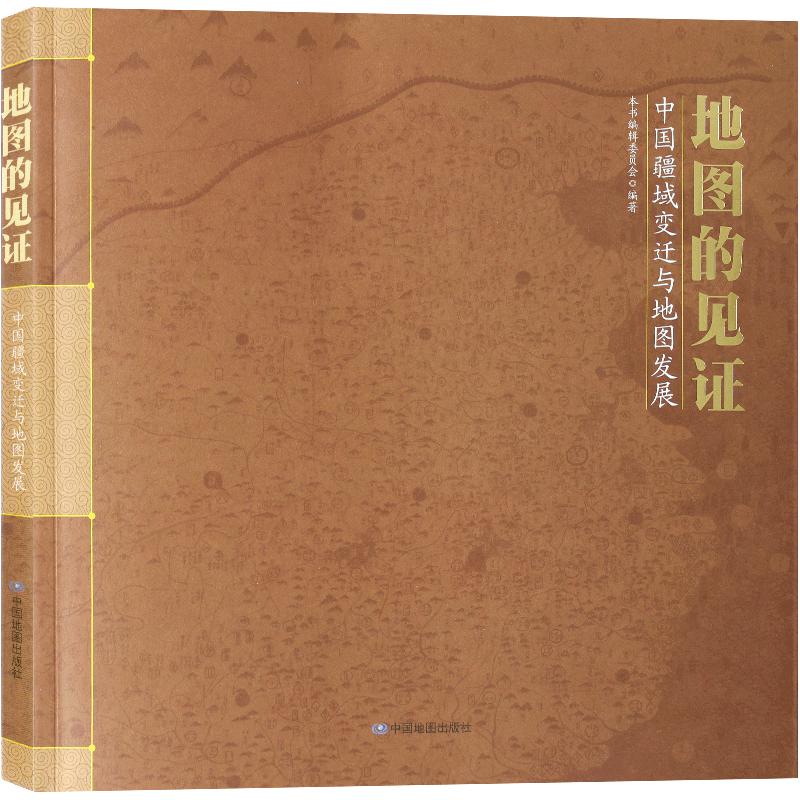 地图的见证
中国疆域变迁与地图发展
本书编辑委员会◎编著
中国地图出版社
地图的见证
中国疆域变迁与地图发展
中国地图出版社